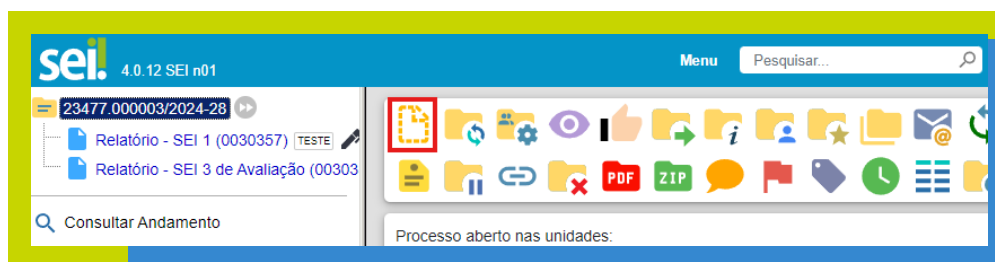 sei!
4.0.12 SEI n01
Menu
Pesquisar...
23477.000003/2024-28
Relatório - SEI 1 (0030357) TESTE
Relatório - SEI 3 de Avaliação (00303
Consultar Andamento
PDF
ZIP
Processo aberto nas unidades: